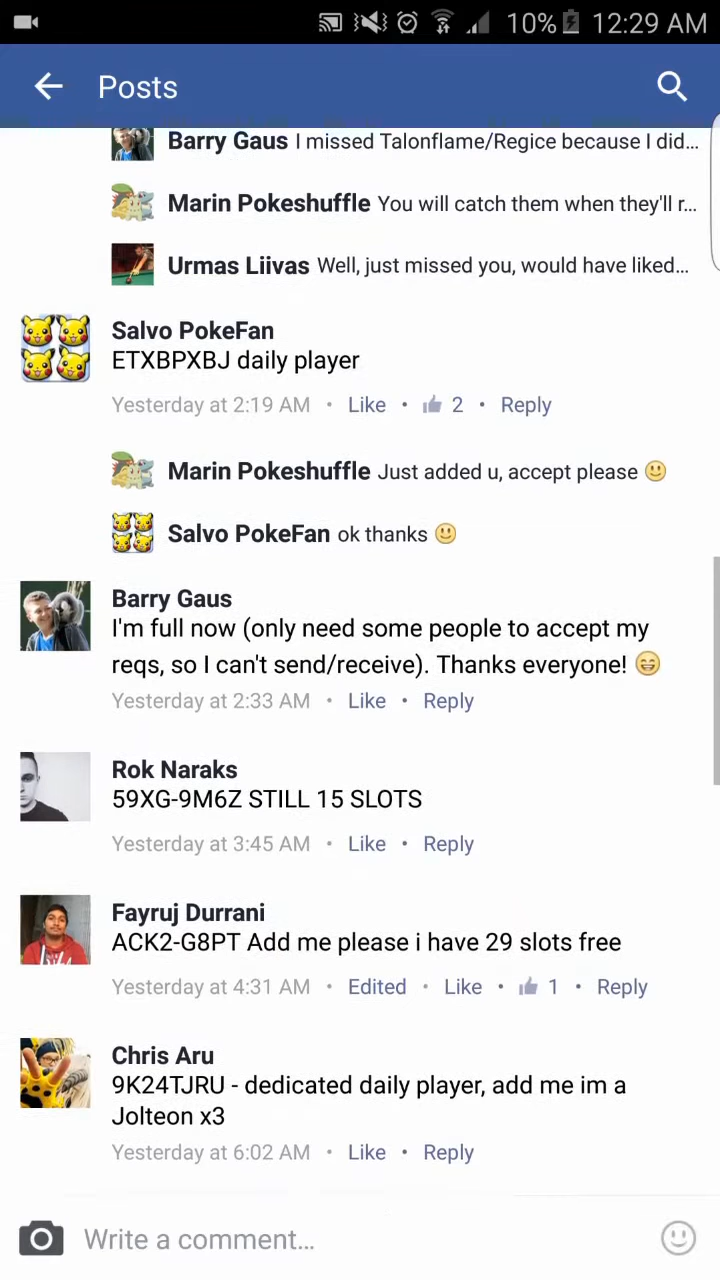 10% 12:29 AM
Posts
Barry Gaus I missed Talonflame/Regice because I did...
Marin Pokeshuffle You will catch them when they'll r...
Urmas Liivas Well, just missed you, would have liked...
Salvo PokeFan
ETXBPXBJ daily player
Yesterday at 2:19 AM • Like • 2 • Reply
Marin Pokeshuffle Just added u, accept please 🙂
Salvo PokeFan ok thanks 🙂
Barry Gaus
I'm full now (only need some people to accept my
reqs, so I can't send/receive). Thanks everyone! 😁
Yesterday at 2:33 AM • Like • Reply
Rok Naraks
59XG-9M6Z STILL 15 SLOTS
Yesterday at 3:45 AM • Like • Reply
Fayruj Durrani
ACK2-G8PT Add me please i have 29 slots free
Yesterday at 4:31 AM • Edited • Like • 1 • Reply
Chris Aru
9K24TJRU - dedicated daily player, add me im a
Jolteon x3
Yesterday at 6:02 AM • Like • Reply
Write a comment...